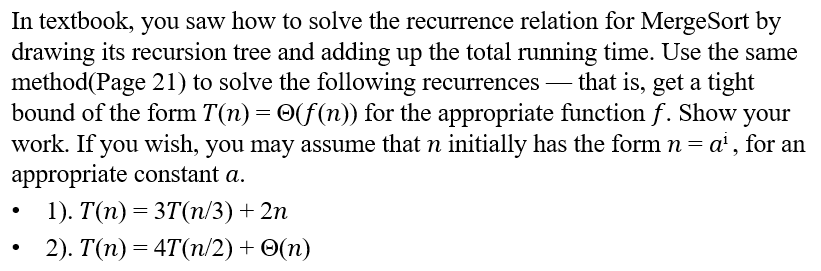 In textbook, you saw how to solve the recurrence relation for MergeSort by
drawing its recursion tree and adding up the total running time. Use the same
method(Page 21) to solve the following recurrences — that is, get a tight
bound of the form T(n) = Θ(f(n)) for the appropriate function f. Show your
work. If you wish, you may assume that n initially has the form n = aⁱ, for an
appropriate constant a.
• 1). T(n) = 3T(n/3) + 2n
• 2). T(n) = 4T(n/2) + Θ(n)